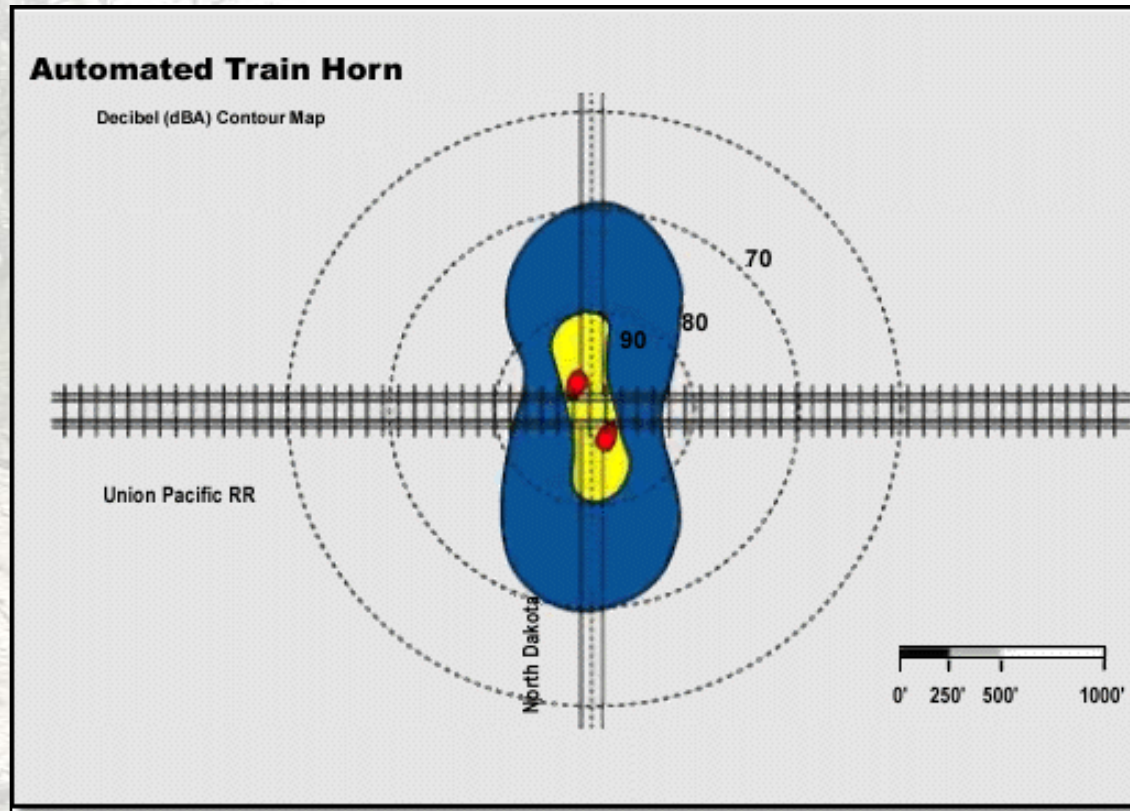 Automated Train Horn
Decibel (dBA) Contour Map
70
80
90
Union Pacific RR
North Dakota
0' 250' 500' 1000'